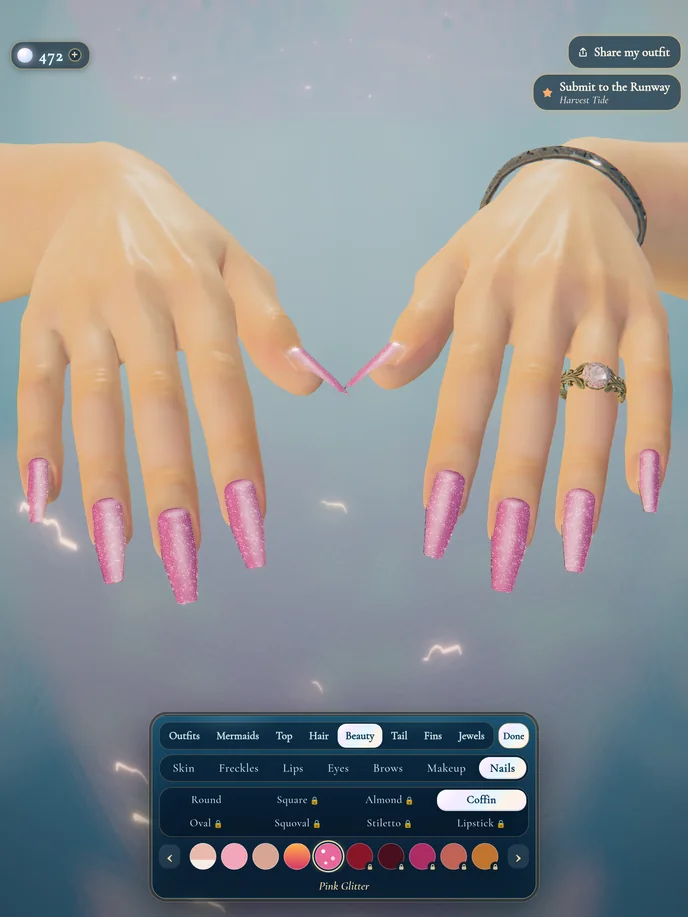 472
Share my outfit
Submit to the Runway
Harvest Tide
Outfits Mermaids Top Hair Beauty Tail Fins Jewels Done
Skin Freckles Lips Eyes Brows Makeup Nails
Round Square Almond Coffin
Oval Squoval Stiletto Lipstick
Pink Glitter